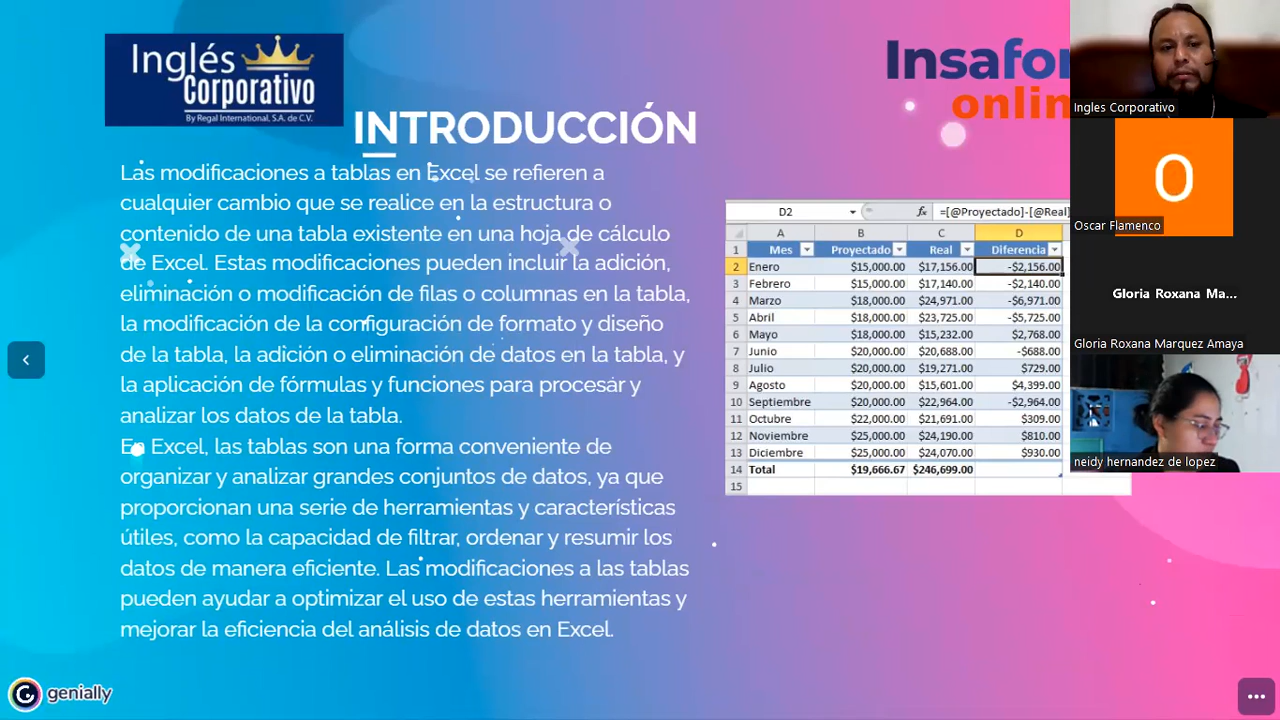 Inglés
Corporativo
By Regal International, S.A. de C.V.
Insafor
online
INTRODUCCIÓN
Las modificaciones a tablas en Excel se refieren a
cualquier cambio que se realice en la estructura o
contenido de una tabla existente en una hoja de cálculo
de Excel. Estas modificaciones pueden incluir la adición,
eliminación o modificación de filas o columnas en la tabla,
la modificación de la configuración de formato y diseño
de la tabla, la adición o eliminación de datos en la tabla, y
la aplicación de fórmulas y funciones para procesar y
analizar los datos de la tabla.
En Excel, las tablas son una forma conveniente de
organizar y analizar grandes conjuntos de datos, ya que
proporcionan una serie de herramientas y características
útiles, como la capacidad de filtrar, ordenar y resumir los
datos de manera eficiente. Las modificaciones a las tablas
pueden ayudar a optimizar el uso de estas herramientas y
mejorar la eficiencia del análisis de datos en Excel.
D2 fx =[@Proyectado]-[@Real]
A B C D
1 Mes Proyectado Real Diferencia
2 Enero $15,000.00 $17,156.00 -$2,156.00
3 Febrero $15,000.00 $17,140.00 -$2,140.00
4 Marzo $18,000.00 $24,971.00 -$6,971.00
5 Abril $18,000.00 $23,725.00 -$5,725.00
6 Mayo $18,000.00 $15,232.00 $2,768.00
7 Junio $20,000.00 $20,688.00 -$688.00
8 Julio $20,000.00 $19,271.00 $729.00
9 Agosto $20,000.00 $15,601.00 $4,399.00
10 Septiembre $20,000.00 $22,964.00 -$2,964.00
11 Octubre $22,000.00 $21,691.00 $309.00
12 Noviembre $25,000.00 $24,190.00 $810.00
13 Diciembre $25,000.00 $24,070.00 $930.00
14 Total $19,666.67 $246,699.00
15
Ingles Corporativo
O
Oscar Flamenco
Gloria Roxana Ma...
Gloria Roxana Marquez Amaya
neidy hernandez de lopez
genially